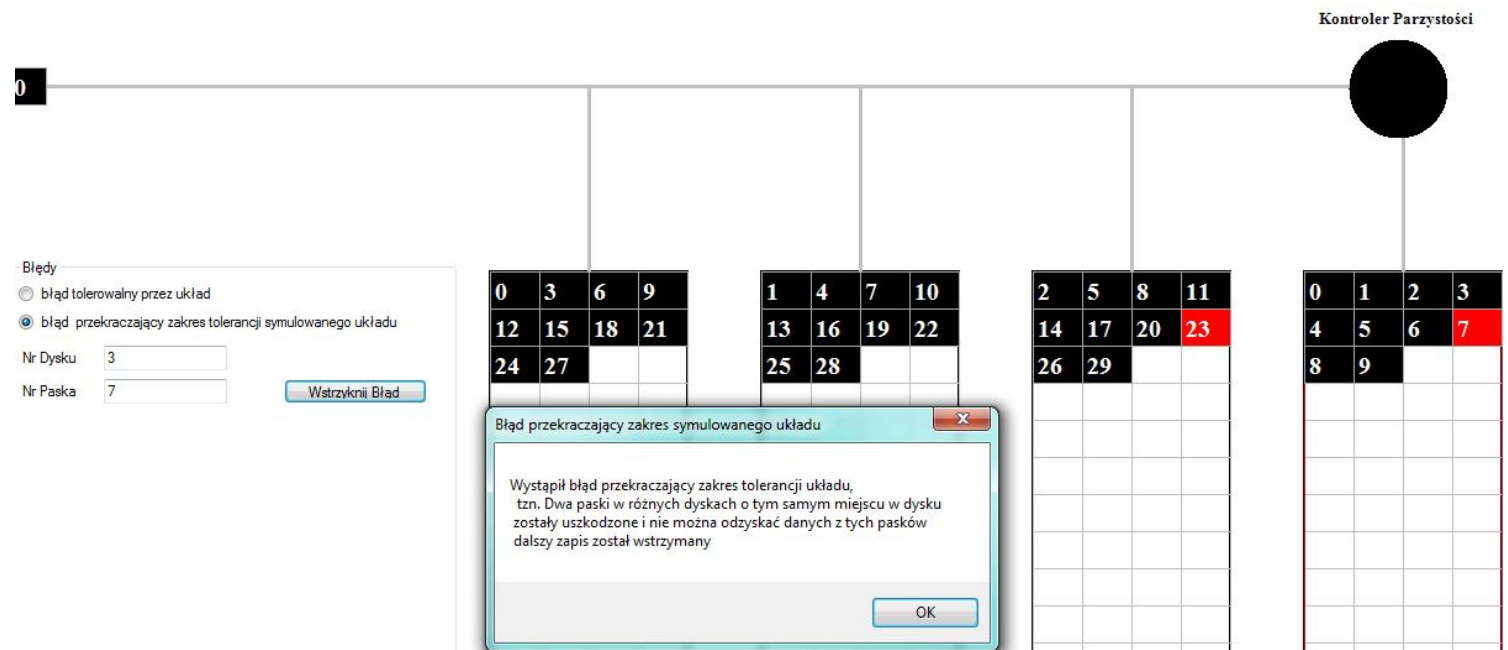 Kontroler Parzystości
0
Błędy
błąd tolerowalny przez układ
błąd przekraczający zakres tolerancji symulowanego układu
Nr Dysku 3
Nr Paska 7 Wstrzyknij Błąd
0 3 6 9 1 4 7 10 2 5 8 11 0 1 2 3
12 15 18 21 13 16 19 22 14 17 20 23 4 5 6 7
24 27 25 28 26 29 8 9
Błąd przekraczający zakres symulowanego układu
Wystąpił błąd przekraczający zakres tolerancji układu,
tzn. Dwa paski w różnych dyskach o tym samym miejscu w dysku
zostały uszkodzone i nie można odzyskać danych z tych pasków
dalszy zapis został wstrzymany
OK